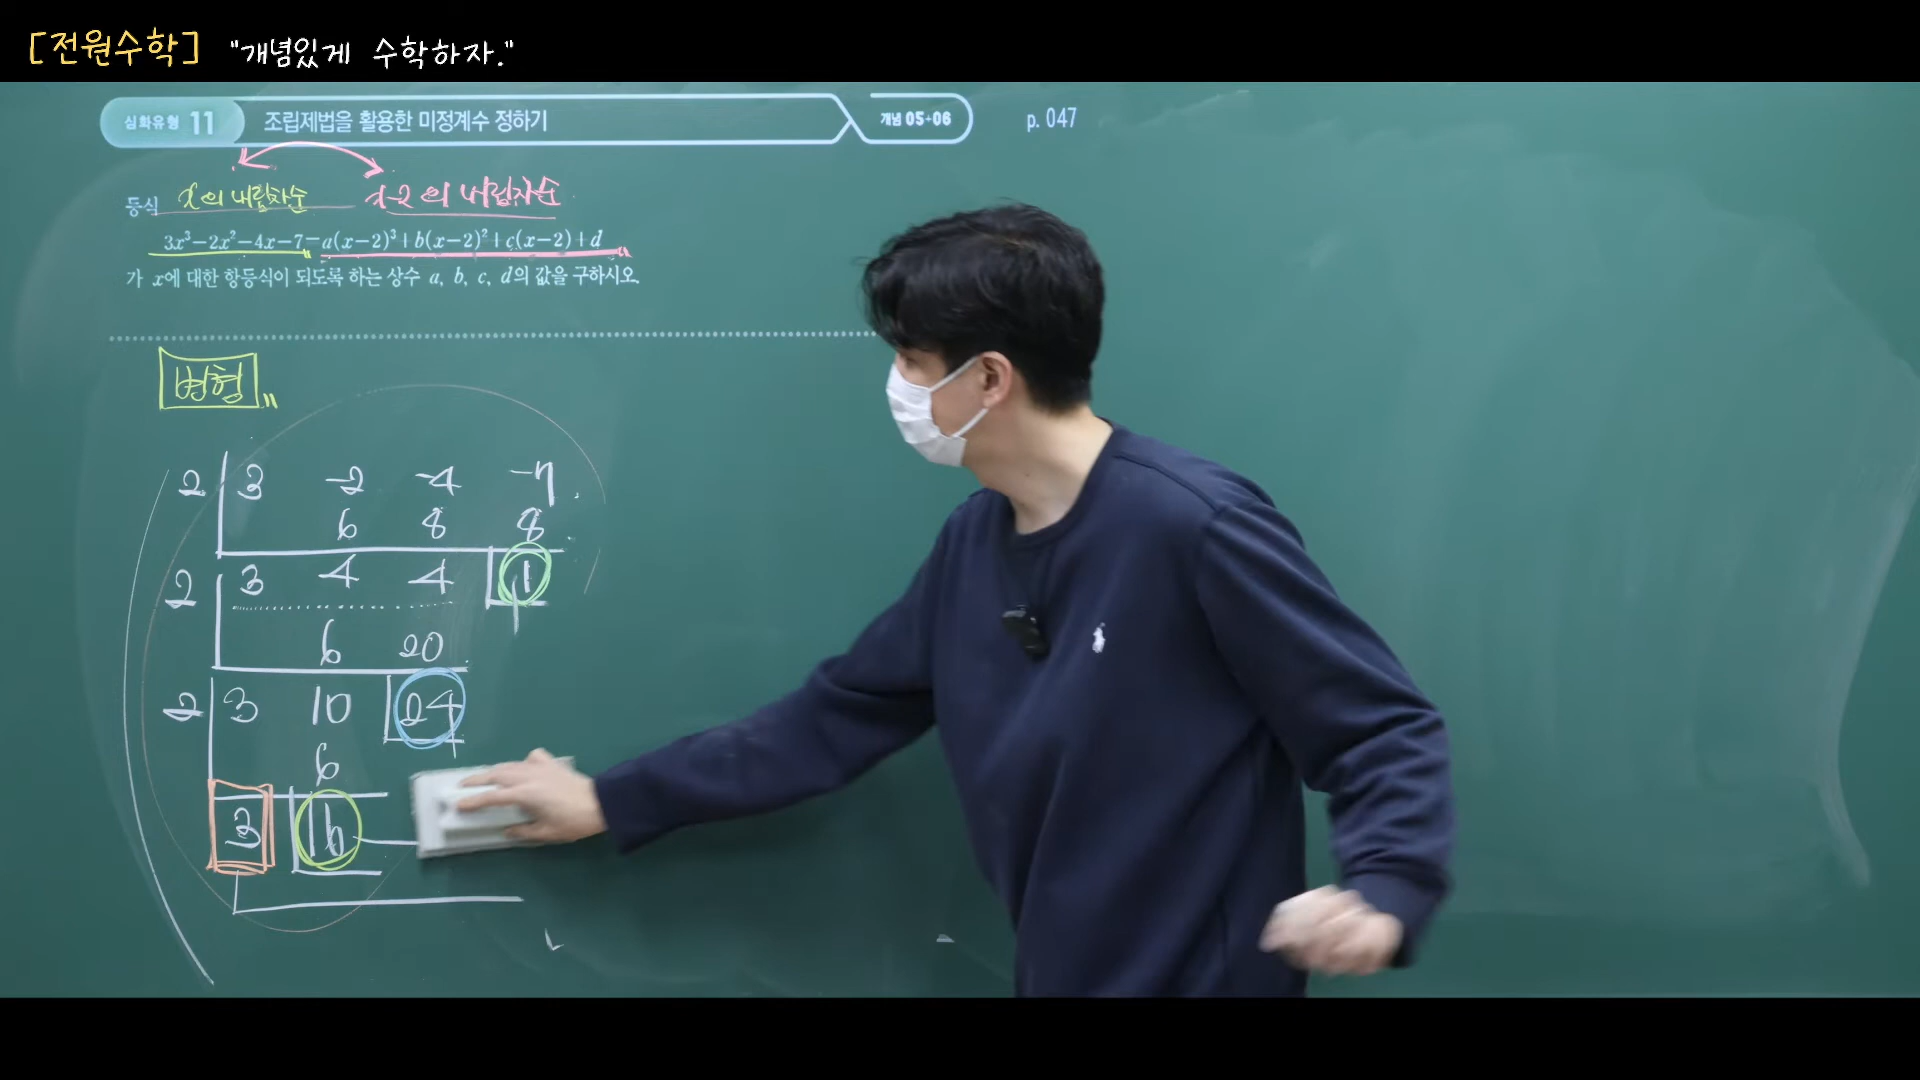 [전원수학] "개념있게 수학하자."
심화유형 11 조립제법을 활용한 미정계수 정하기 개념 05+06 p. 047
x의 내림차순 x-2의 내림차순
등식
3x³-2x²-4x-7=a(x-2)³+b(x-2)²+c(x-2)+d
가 x에 대한 항등식이 되도록 하는 상수 a, b, c, d의 값을 구하시오.
변형
2 3 -2 -4 -7
6 8 8
2 3 4 4 1
6 20
2 3 10 24
6
3 16